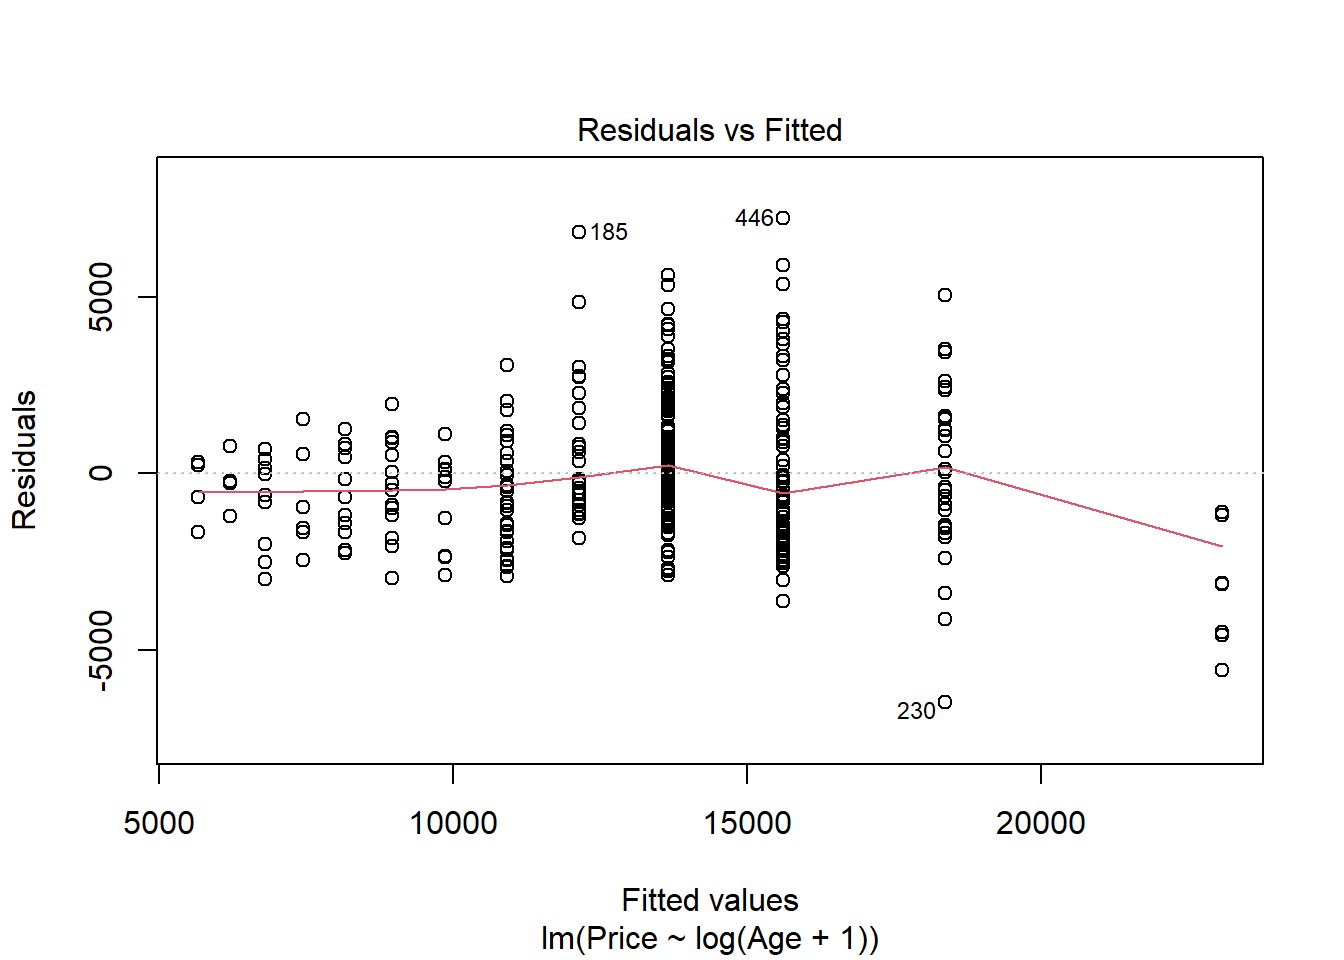 Residuals vs Fitted
Residuals
5000
0
-5000
185
446
230
5000
10000
15000
20000
Fitted values
lm(Price ~ log(Age + 1))